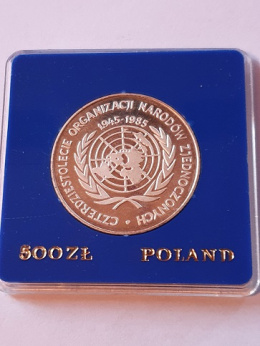 CZTERDZIESTOLECIE ORGANIZACJI NARODÓW ZJEDNOCZONYCH
1945-1985
500ZŁ POLAND